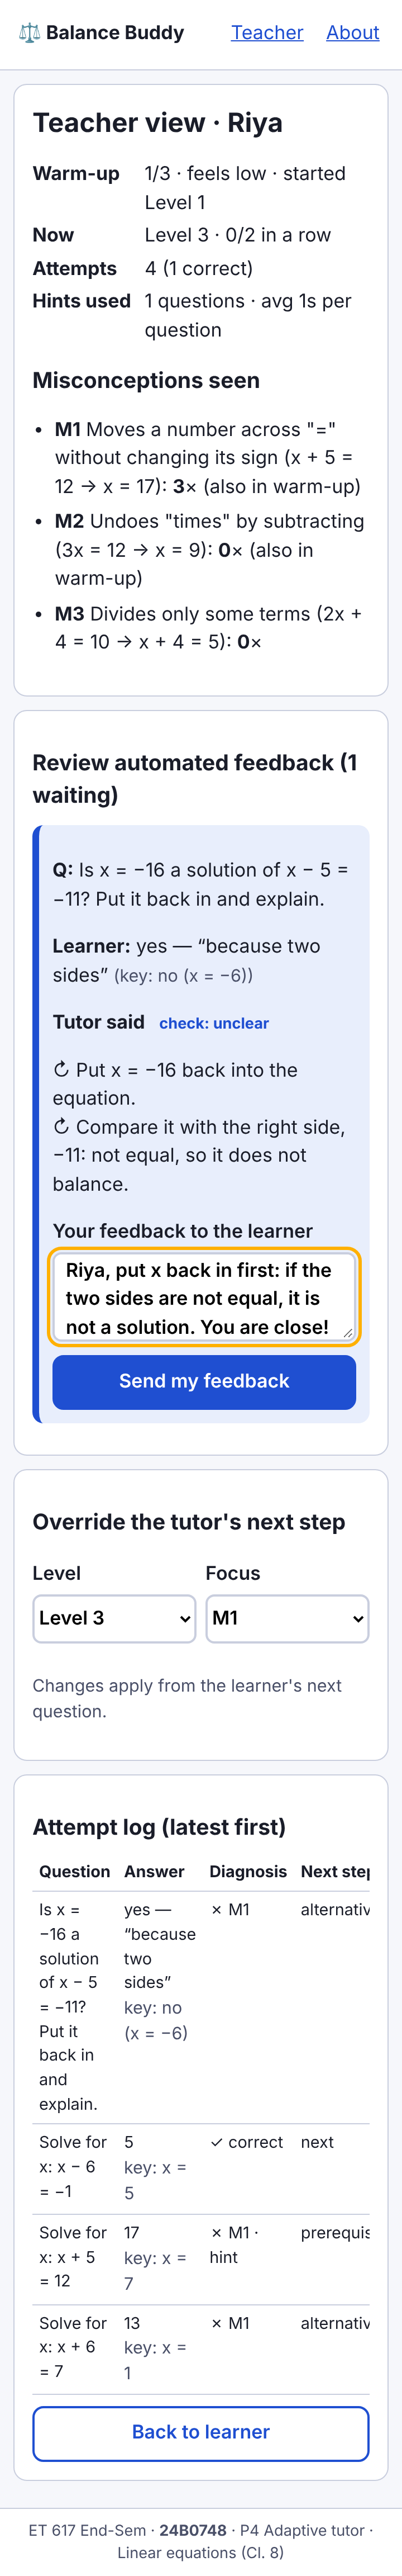 ⚖️ Balance Buddy Teacher About
Teacher view · Riya
Warm-up 1/3 · feels low · started
Level 1
Now Level 3 · 0/2 in a row
Attempts 4 (1 correct)
Hints used 1 questions · avg 1s per
question
Misconceptions seen
• M1 Moves a number across "="
without changing its sign (x + 5 =
12 → x = 17): 3× (also in warm-up)
• M2 Undoes "times" by subtracting
(3x = 12 → x = 9): 0× (also in
warm-up)
• M3 Divides only some terms (2x +
4 = 10 → x + 4 = 5): 0×
Review automated feedback (1
waiting)
Q: Is x = −16 a solution of x − 5 =
−11? Put it back in and explain.
Learner: yes — “because two
sides” (key: no (x = −6))
Tutor said check: unclear
↻ Put x = −16 back into the
equation.
↻ Compare it with the right side,
−11: not equal, so it does not
balance.
Your feedback to the learner
Riya, put x back in first: if the
two sides are not equal, it is
not a solution. You are close!
Send my feedback
Override the tutor's next step
Level Focus
Level 3 M1
Changes apply from the learner's next
question.
Attempt log (latest first)
Question Answer Diagnosis Next step
Is x = yes — × M1 alternativ
−16 a “because
solution two
of x − 5 sides”
= −11? key: no
Put it (x = −6)
back in
and
explain.
Solve for 5 ✓ correct next
x: x − 6 key: x =
= −1 5
Solve for 17 × M1 · prerequis
x: x + 5 key: x = hint
= 12 7
Solve for 13 × M1 alternativ
x: x + 6 key: x =
= 7 1
Back to learner
ET 617 End-Sem · 24B0748 · P4 Adaptive tutor ·
Linear equations (Cl. 8)